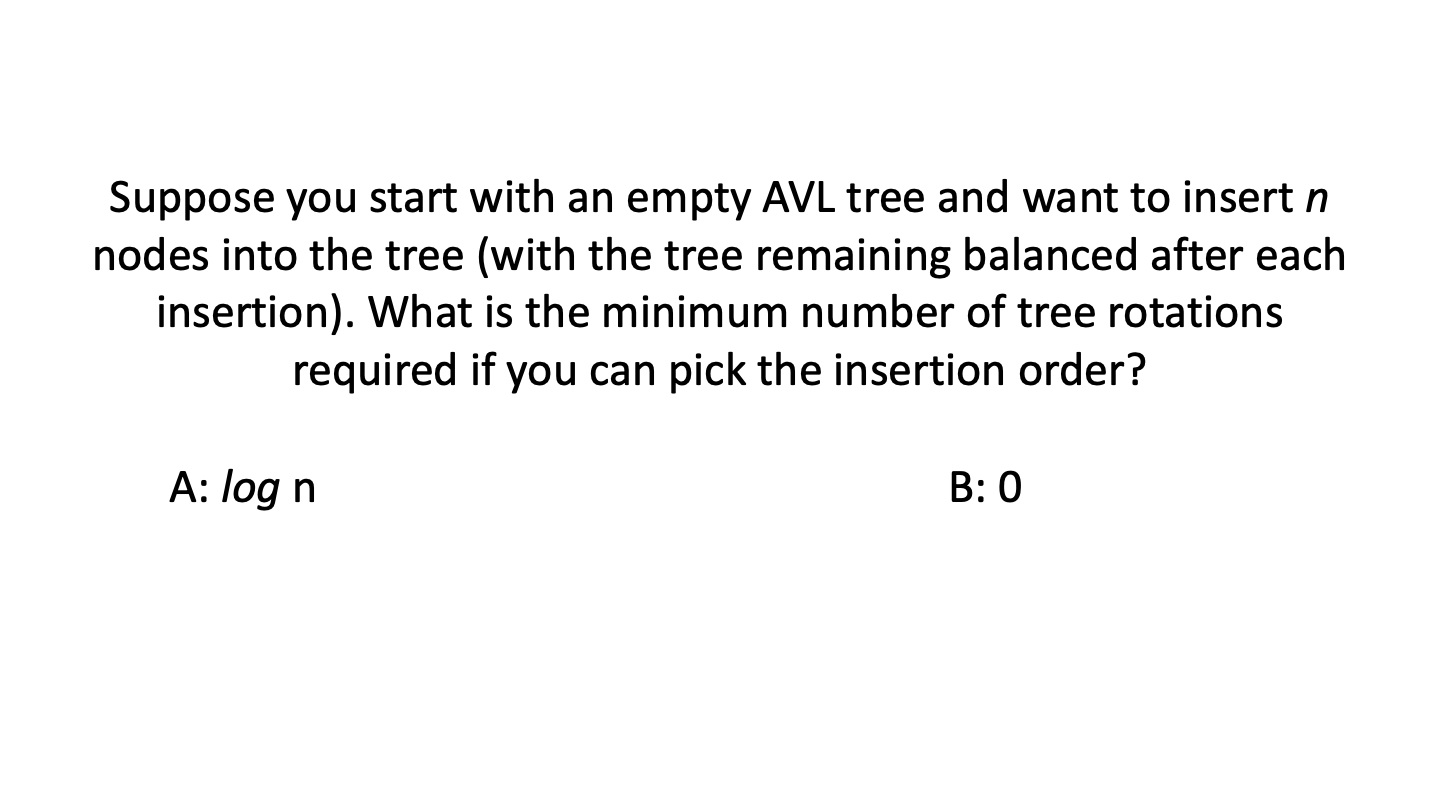 Suppose you start with an empty AVL tree and want to insert n
nodes into the tree (with the tree remaining balanced after each
insertion). What is the minimum number of tree rotations
required if you can pick the insertion order?
A: log n B: 0